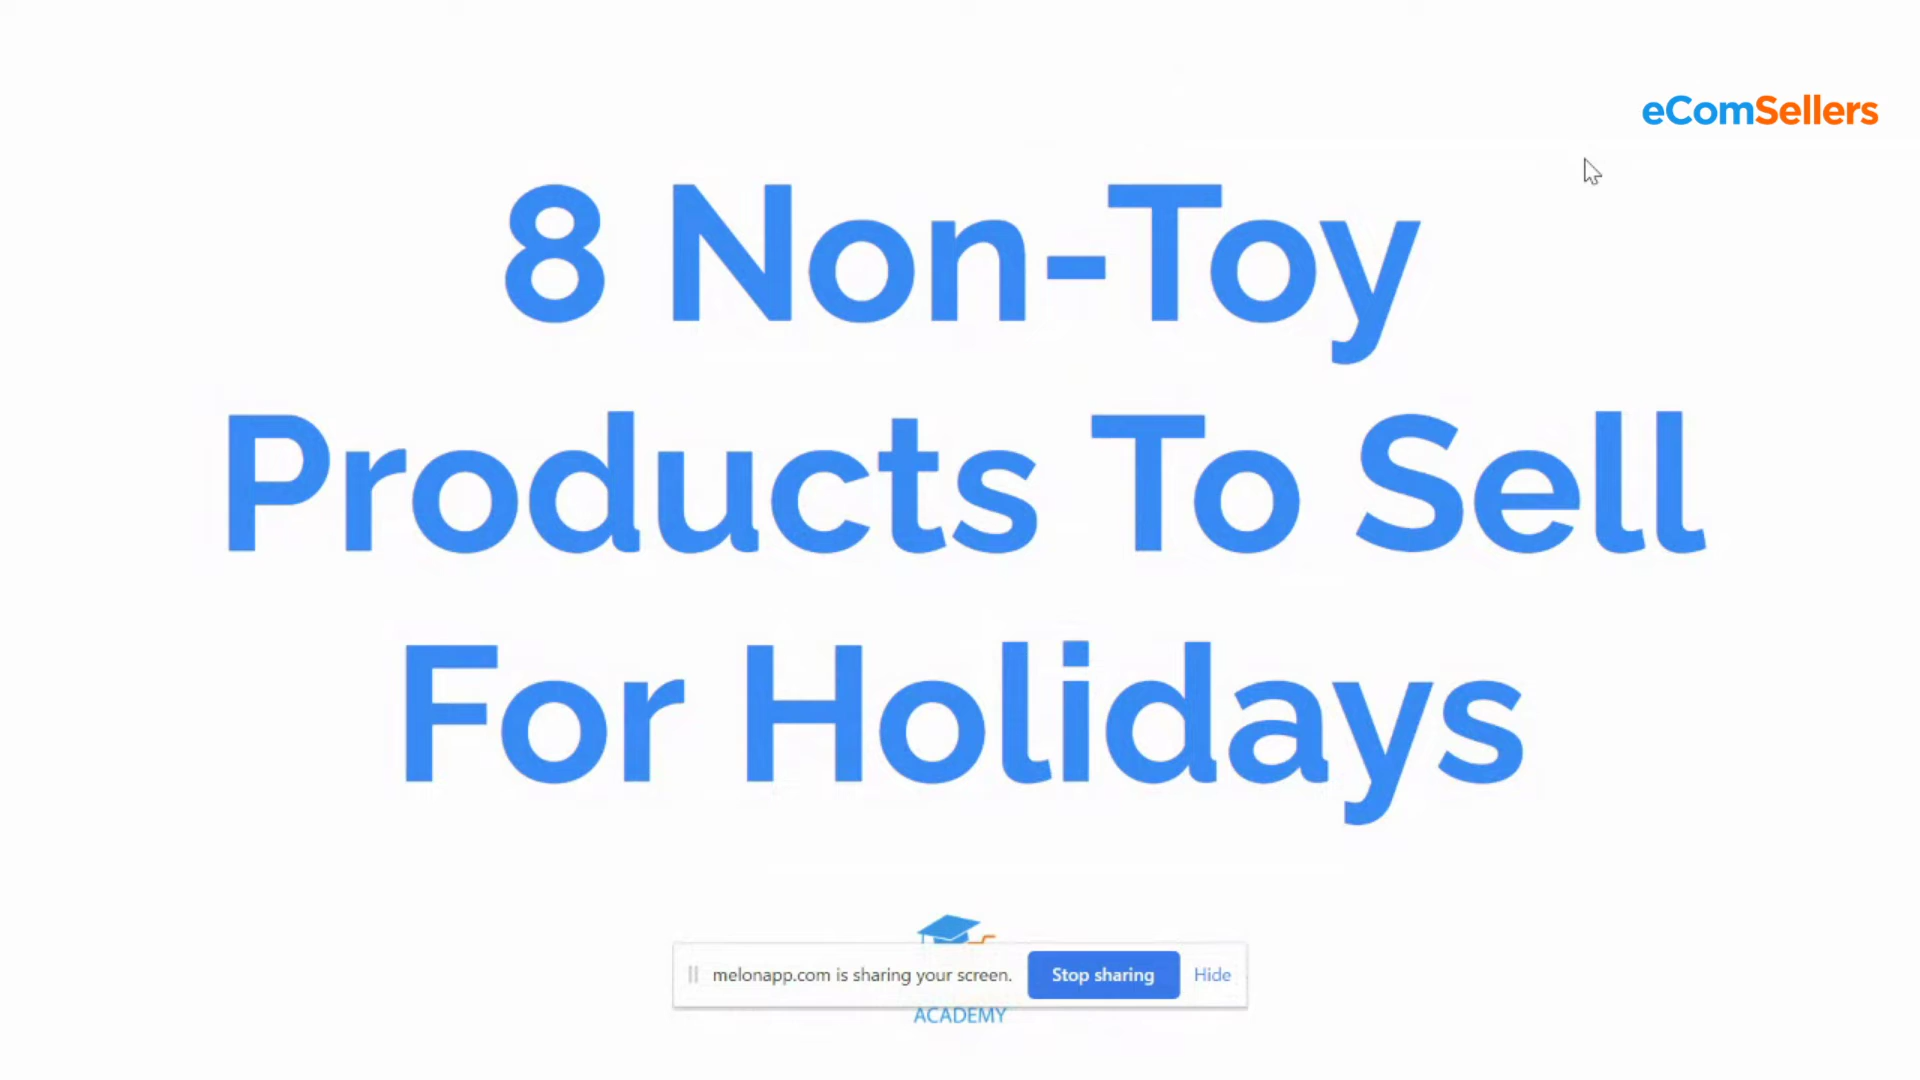 eComSellers
8 Non-Toy
Products To Sell
For Holidays
melonapp.com is sharing your screen. Stop sharing Hide
ACADEMY